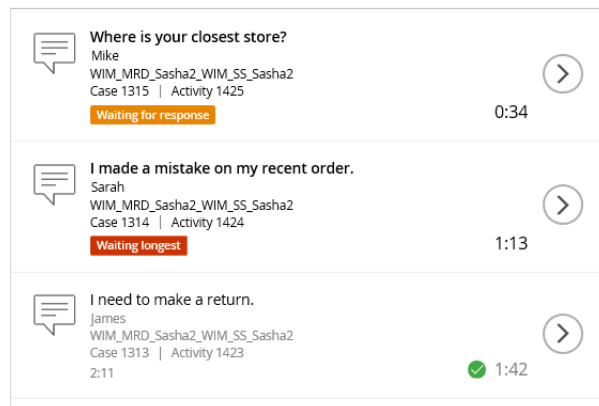 Where is your closest store?
Mike
WIM_MRD_Sasha2_WIM_SS_Sasha2
Case 1315 | Activity 1425
Waiting for response
0:34
I made a mistake on my recent order.
Sarah
WIM_MRD_Sasha2_WIM_SS_Sasha2
Case 1314 | Activity 1424
Waiting longest
1:13
I need to make a return.
James
WIM_MRD_Sasha2_WIM_SS_Sasha2
Case 1313 | Activity 1423
2:11
1:42